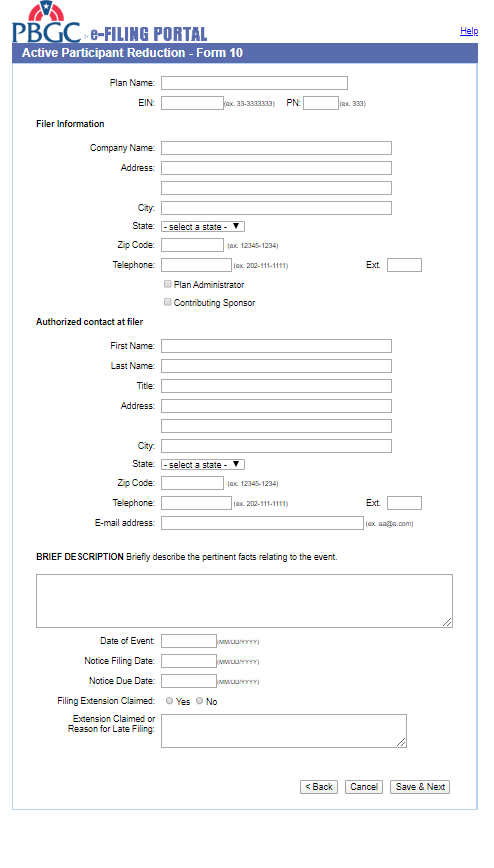 PBGC e-FILING PORTAL
Help
Active Participant Reduction - Form 10
Plan Name:
EIN: (ex. 33-3333333) PN: (ex. 333)
Filer Information
Company Name:
Address:
City:
State: - select a state -
Zip Code: (ex. 12345-1234)
Telephone: (ex. 202-111-1111) Ext.
Plan Administrator
Contributing Sponsor
Authorized contact at filer
First Name:
Last Name:
Title:
Address:
City:
State: - select a state -
Zip Code: (ex. 12345-1234)
Telephone: (ex. 202-111-1111) Ext.
E-mail address: (ex. aa@a.com)
BRIEF DESCRIPTION Briefly describe the pertinent facts relating to the event.
Date of Event: (MM/DD/YYYY)
Notice Filing Date: (MM/DD/YYYY)
Notice Due Date: (MM/DD/YYYY)
Filing Extension Claimed: Yes No
Extension Claimed or
Reason for Late Filing:
< Back Cancel Save & Next